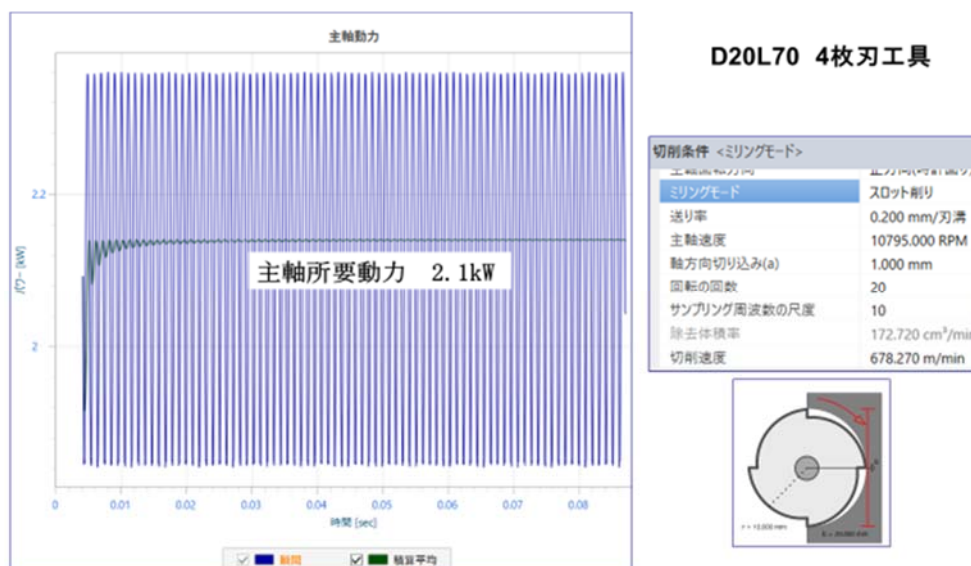 主軸動力
D20L70 4枚刃工具
切削条件 <ミリングモード>
ミリングモード スロット削り
送り率 0.200 mm/刃溝
主軸速度 10795.000 RPM
軸方向切り込み(a) 1.000 mm
回転の回数 20
サンプリング周波数の尺度 10
除去体積率 172.720 cm³/min
切削速度 678.270 m/min
パワー [kW]
2.2
2
主軸所要動力 2.1kW
0 0.01 0.02 0.03 0.04 0.05 0.06 0.07 0.08
時間 [sec]
瞬間 積算平均